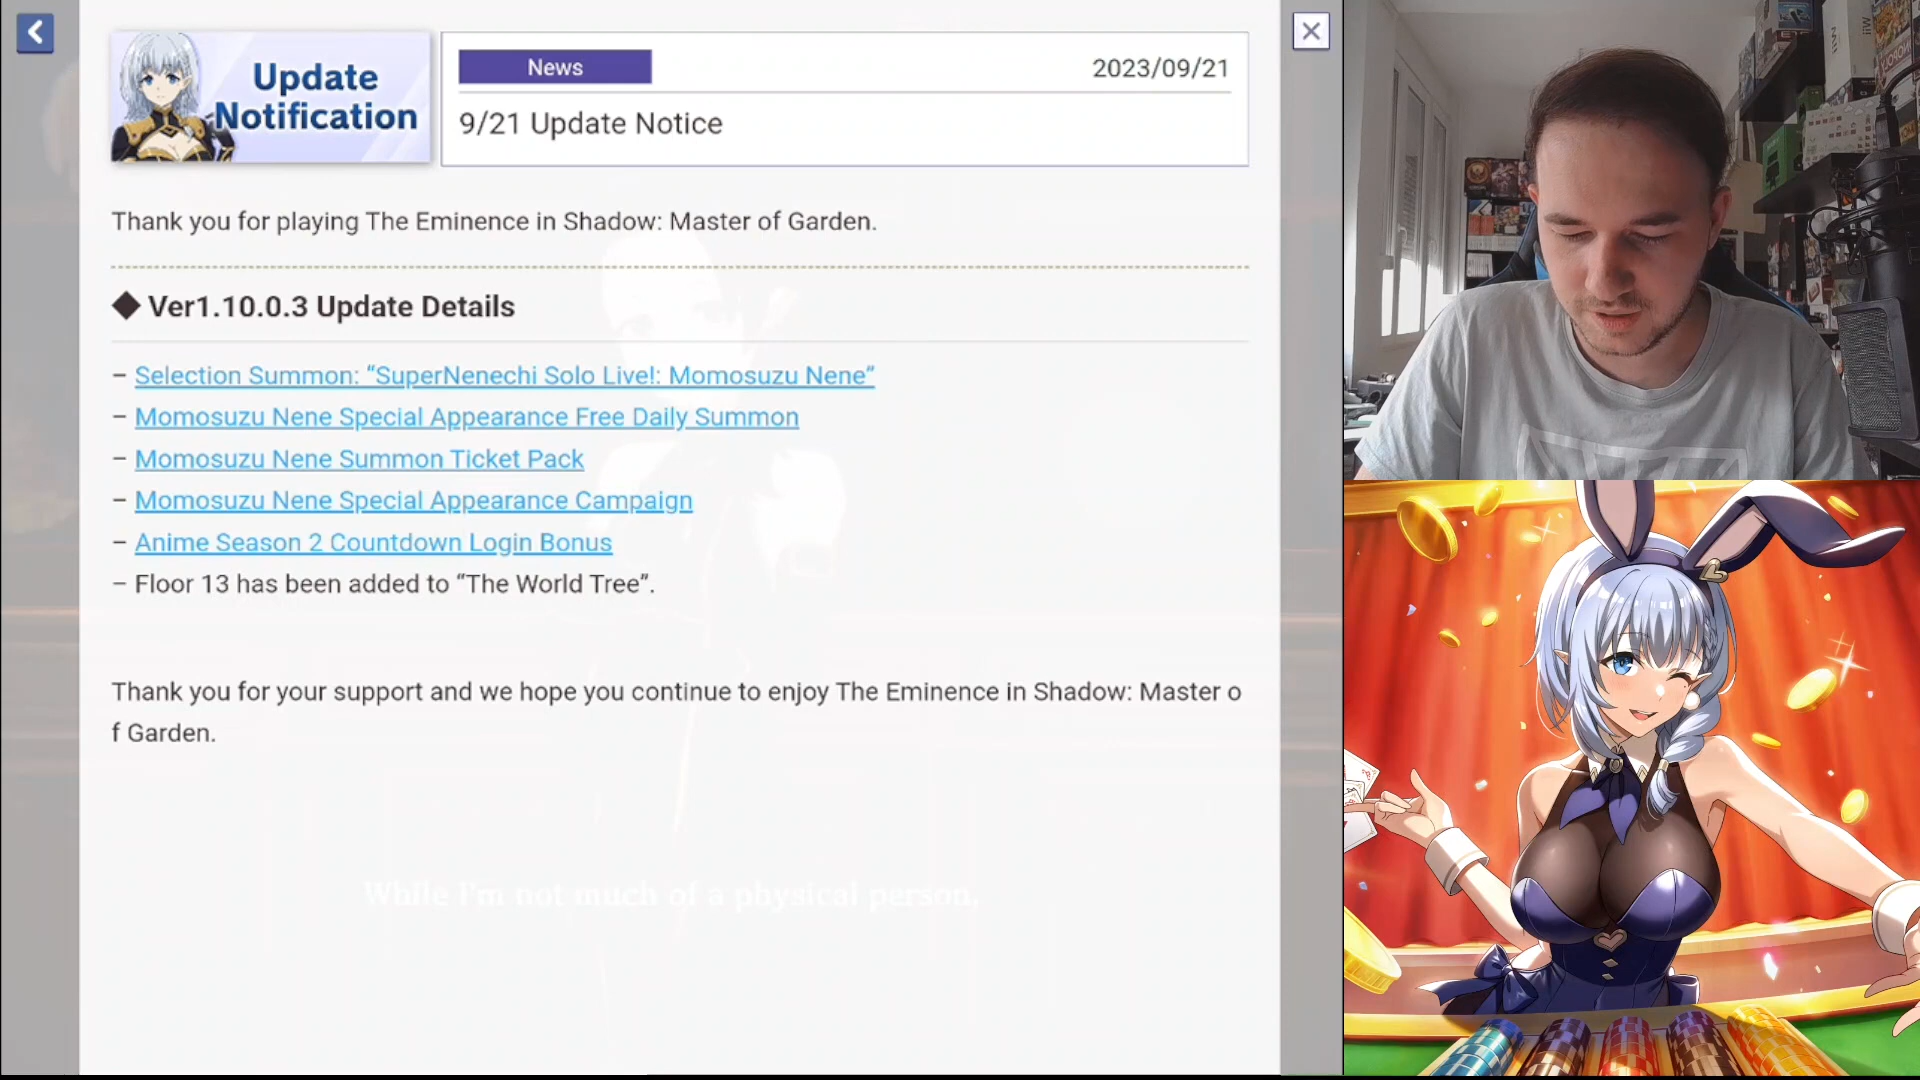 Update
Notification
News
2023/09/21
9/21 Update Notice
Thank you for playing The Eminence in Shadow: Master of Garden.
◆ Ver1.10.0.3 Update Details
– Selection Summon: “SuperNenechi Solo Live!: Momosuzu Nene”
– Momosuzu Nene Special Appearance Free Daily Summon
– Momosuzu Nene Summon Ticket Pack
– Momosuzu Nene Special Appearance Campaign
– Anime Season 2 Countdown Login Bonus
– Floor 13 has been added to “The World Tree”.
Thank you for your support and we hope you continue to enjoy The Eminence in Shadow: Master o
f Garden.
While I'm not much of a physical person,
Wii